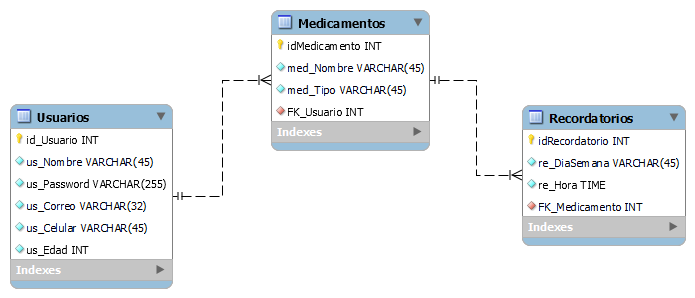 Medicamentos
idMedicamento INT
med_Nombre VARCHAR(45)
med_Tipo VARCHAR(45)
FK_Usuario INT
Indexes
Usuarios
id_Usuario INT
us_Nombre VARCHAR(45)
us_Password VARCHAR(255)
us_Correo VARCHAR(32)
us_Celular VARCHAR(45)
us_Edad INT
Indexes
Recordatorios
idRecordatorio INT
re_DiaSemana VARCHAR(45)
re_Hora TIME
FK_Medicamento INT
Indexes